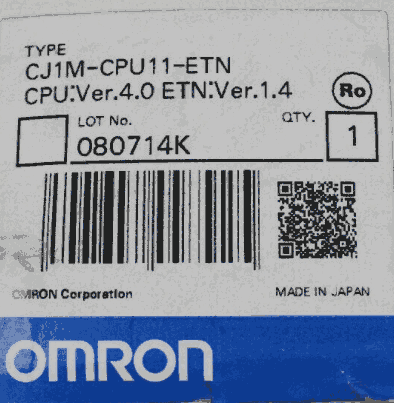 TYPE
CJ1M-CPU11-ETN
CPU:Ver.4.0 ETN:Ver.1.4
Ro
LOT No.
QTY.
080714K
1
OMRON Corporation
MADE IN JAPAN
OMRON